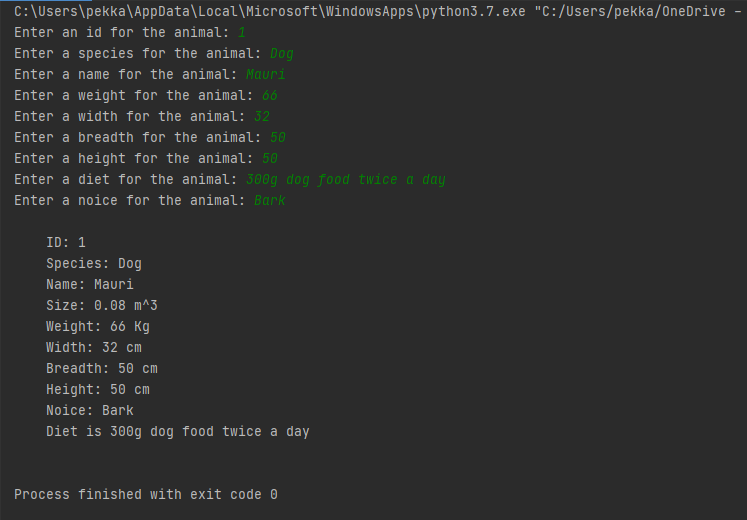 C:\Users\pekka\AppData\Local\Microsoft\WindowsApps\python3.7.exe "C:/Users/pekka/OneDrive -
Enter an id for the animal: 1
Enter a species for the animal: Dog
Enter a name for the animal: Mauri
Enter a weight for the animal: 66
Enter a width for the animal: 32
Enter a breadth for the animal: 50
Enter a height for the animal: 50
Enter a diet for the animal: 300g dog food twice a day
Enter a noice for the animal: Bark
ID: 1
Species: Dog
Name: Mauri
Size: 0.08 m^3
Weight: 66 Kg
Width: 32 cm
Breadth: 50 cm
Height: 50 cm
Noice: Bark
Diet is 300g dog food twice a day
Process finished with exit code 0